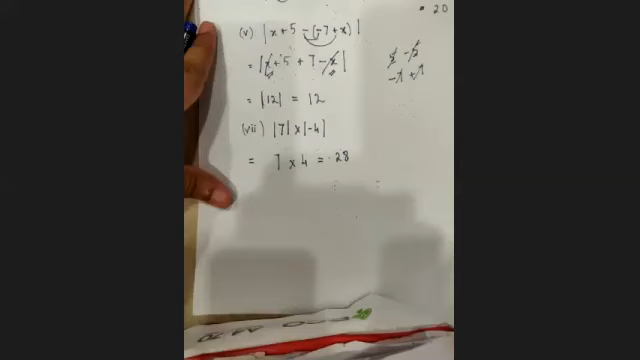 = 20
(v) | x + 5 - (-7 + x) |
= | x + 5 + 7 - x |
= |12| = 12
(vii) |7| x |-4|
= 7 x 4 = 28